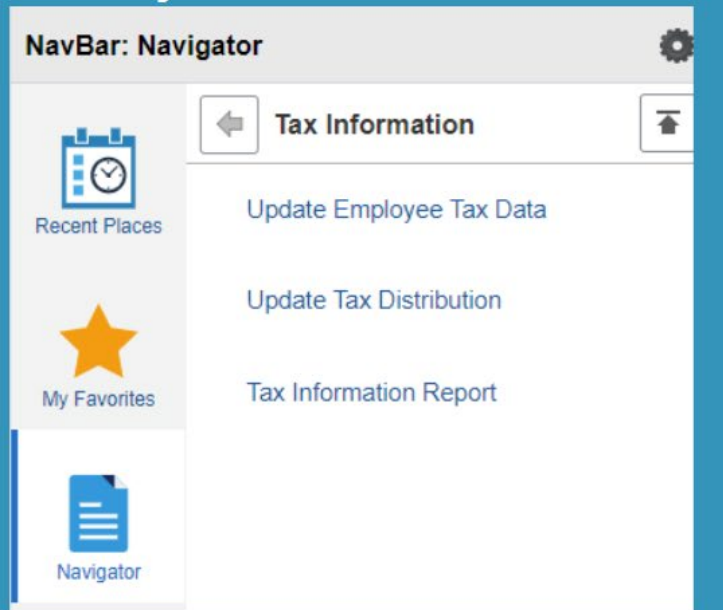 NavBar: Navigator
Tax Information
Recent Places
Update Employee Tax Data
Update Tax Distribution
My Favorites
Tax Information Report
Navigator